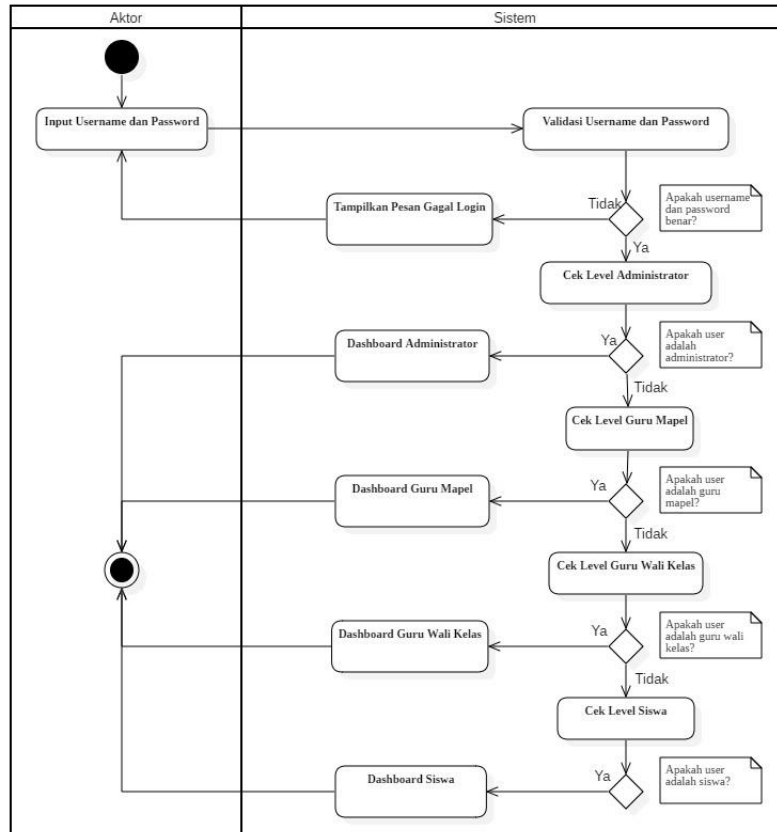 Aktor
Sistem
Input Username dan Password
Validasi Username dan Password
Tampilkan Pesan Gagal Login
Tidak
Apakah username
dan password
benar?
Ya
Cek Level Administrator
Dashboard Administrator
Ya
Apakah user
adalah
administrator?
Tidak
Cek Level Guru Mapel
Dashboard Guru Mapel
Ya
Apakah user
adalah guru
mapel?
Tidak
Cek Level Guru Wali Kelas
Dashboard Guru Wali Kelas
Ya
Apakah user
adalah guru wali
kelas?
Tidak
Cek Level Siswa
Dashboard Siswa
Ya
Apakah user
adalah siswa?